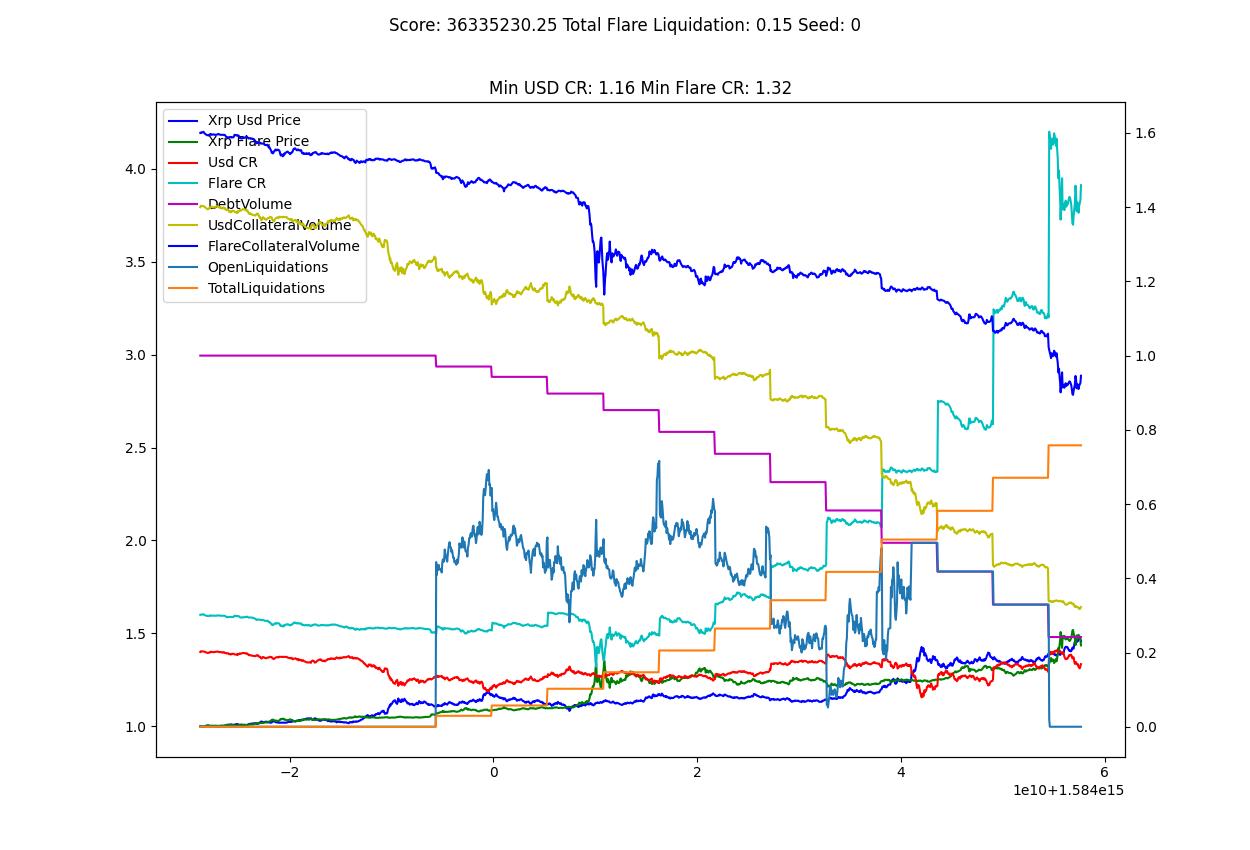 Score: 36335230.25 Total Flare Liquidation: 0.15 Seed: 0
Min USD CR: 1.16 Min Flare CR: 1.32
Xrp Usd Price
Xrp Flare Price
Usd CR
Flare CR
DebtVolume
UsdCollateralVolume
FlareCollateralVolume
OpenLiquidations
TotalLiquidations
4.0
3.5
3.0
2.5
2.0
1.5
1.0
1.6
1.4
1.2
1.0
0.8
0.6
0.4
0.2
0.0
−2 0 2 4 6
1e10+1.584e15